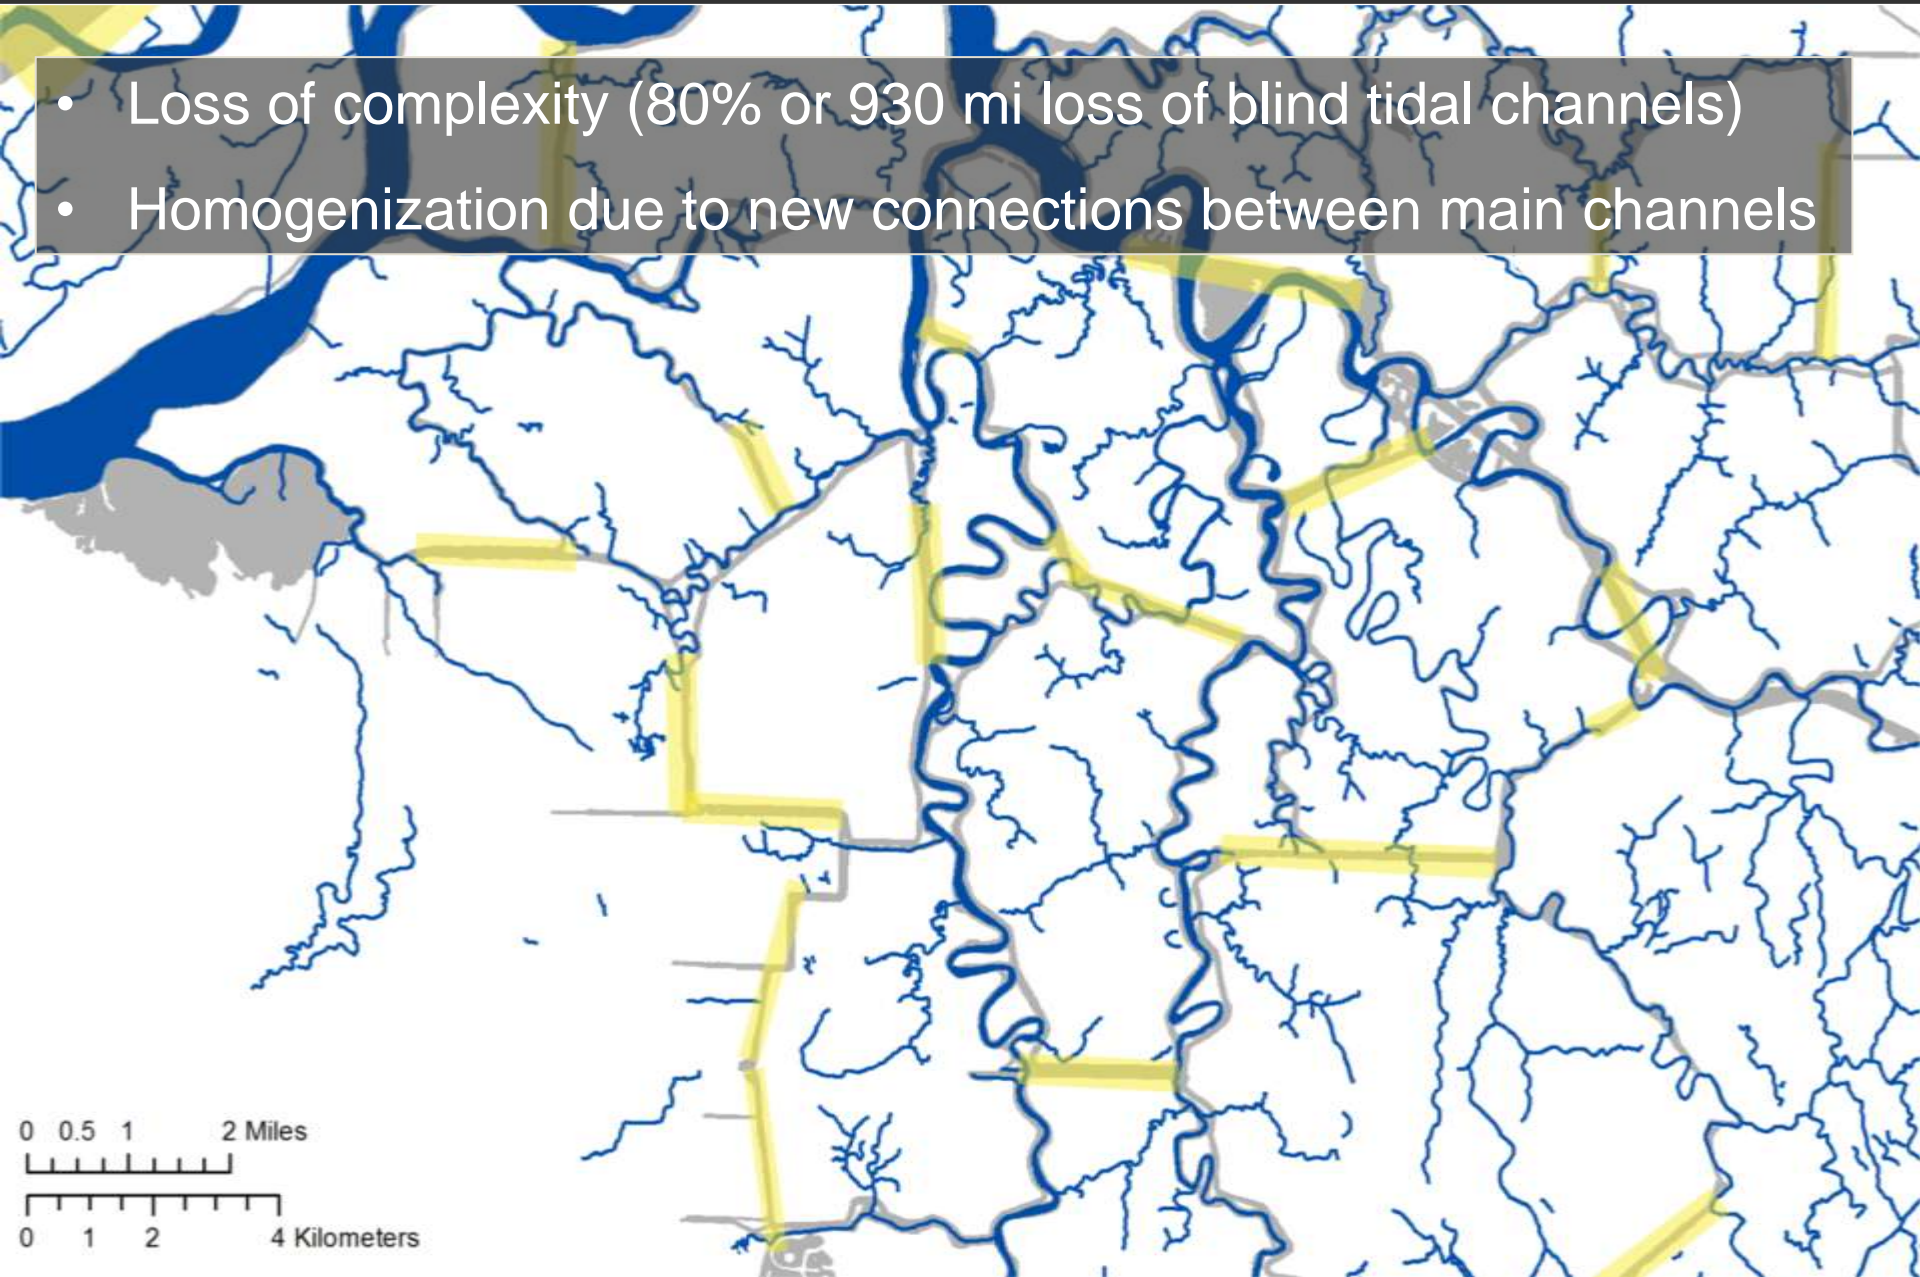 • Loss of complexity (80% or 930 mi loss of blind tidal channels)
• Homogenization due to new connections between main channels
0 0.5 1 2 Miles
0 1 2 4 Kilometers